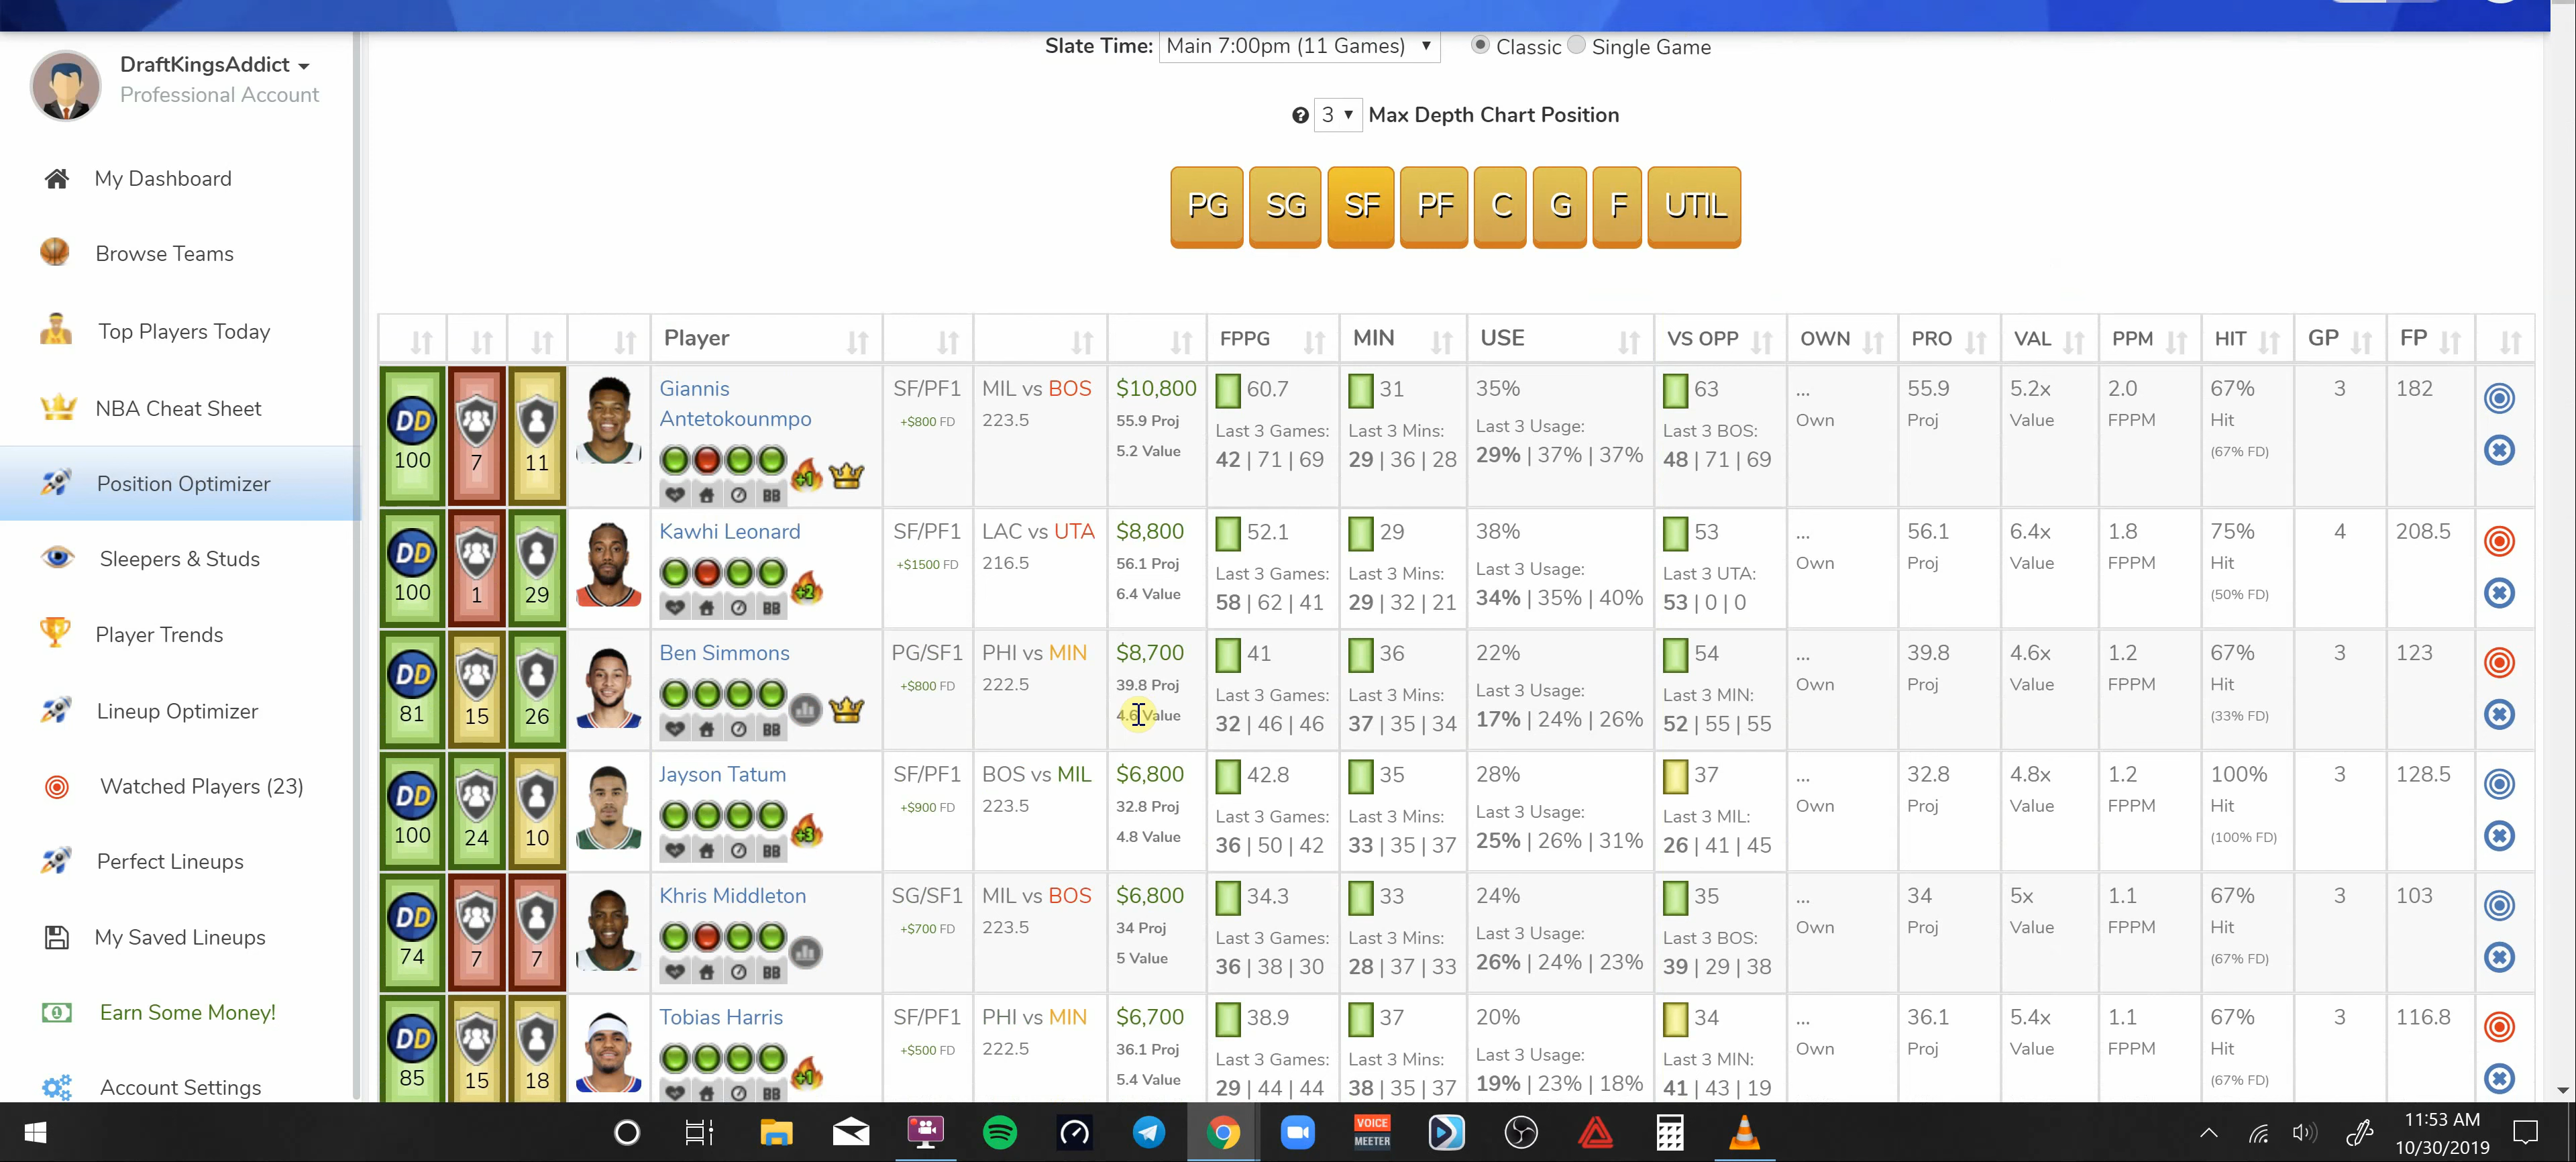 Slate Time: Main 7:00pm (11 Games) Classic Single Game
3 Max Depth Chart Position
PG SG SF PF C G F UTIL
DraftKingsAddict
Professional Account
My Dashboard
Browse Teams
Top Players Today
NBA Cheat Sheet
Position Optimizer
Sleepers & Studs
Player Trends
Lineup Optimizer
Watched Players (23)
Perfect Lineups
My Saved Lineups
Earn Some Money!
Account Settings
Player FPPG MIN USE VS OPP OWN PRO VAL PPM HIT GP FP
DD 100 7 11
Giannis Antetokounmpo
+1
BB
SF/PF1
+$800 FD
MIL vs BOS
223.5
$10,800
55.9 Proj
5.2 Value
60.7
Last 3 Games:
42 | 71 | 69
31
Last 3 Mins:
29 | 36 | 28
35%
Last 3 Usage:
29% | 37% | 37%
63
Last 3 BOS:
48 | 71 | 69
...
Own
55.9
Proj
5.2x
Value
2.0
FPPM
67%
Hit
(67% FD)
3
182
DD 100 1 29
Kawhi Leonard
+2
BB
SF/PF1
+$1500 FD
LAC vs UTA
216.5
$8,800
56.1 Proj
6.4 Value
52.1
Last 3 Games:
58 | 62 | 41
29
Last 3 Mins:
29 | 32 | 21
38%
Last 3 Usage:
34% | 35% | 40%
53
Last 3 UTA:
53 | 0 | 0
...
Own
56.1
Proj
6.4x
Value
1.8
FPPM
75%
Hit
(50% FD)
4
208.5
DD 81 15 26
Ben Simmons
BB
PG/SF1
+$800 FD
PHI vs MIN
222.5
$8,700
39.8 Proj
4.6 Value
41
Last 3 Games:
32 | 46 | 46
36
Last 3 Mins:
37 | 35 | 34
22%
Last 3 Usage:
17% | 24% | 26%
54
Last 3 MIN:
52 | 55 | 55
...
Own
39.8
Proj
4.6x
Value
1.2
FPPM
67%
Hit
(33% FD)
3
123
DD 100 24 10
Jayson Tatum
+3
BB
SF/PF1
+$900 FD
BOS vs MIL
223.5
$6,800
32.8 Proj
4.8 Value
42.8
Last 3 Games:
36 | 50 | 42
35
Last 3 Mins:
33 | 35 | 37
28%
Last 3 Usage:
25% | 26% | 31%
37
Last 3 MIL:
26 | 41 | 45
...
Own
32.8
Proj
4.8x
Value
1.2
FPPM
100%
Hit
(100% FD)
3
128.5
DD 74 7 7
Khris Middleton
BB
SG/SF1
+$700 FD
MIL vs BOS
223.5
$6,800
34 Proj
5 Value
34.3
Last 3 Games:
36 | 38 | 30
33
Last 3 Mins:
28 | 37 | 33
24%
Last 3 Usage:
26% | 24% | 23%
35
Last 3 BOS:
39 | 29 | 38
...
Own
34
Proj
5x
Value
1.1
FPPM
67%
Hit
(67% FD)
3
103
DD 85 15 18
Tobias Harris
+1
BB
SF/PF1
+$500 FD
PHI vs MIN
222.5
$6,700
36.1 Proj
5.4 Value
38.9
Last 3 Games:
29 | 44 | 44
37
Last 3 Mins:
38 | 35 | 37
20%
Last 3 Usage:
19% | 23% | 18%
34
Last 3 MIN:
41 | 43 | 19
...
Own
36.1
Proj
5.4x
Value
1.1
FPPM
67%
Hit
(67% FD)
3
116.8
VOICE
MEETER
11:53 AM
10/30/2019